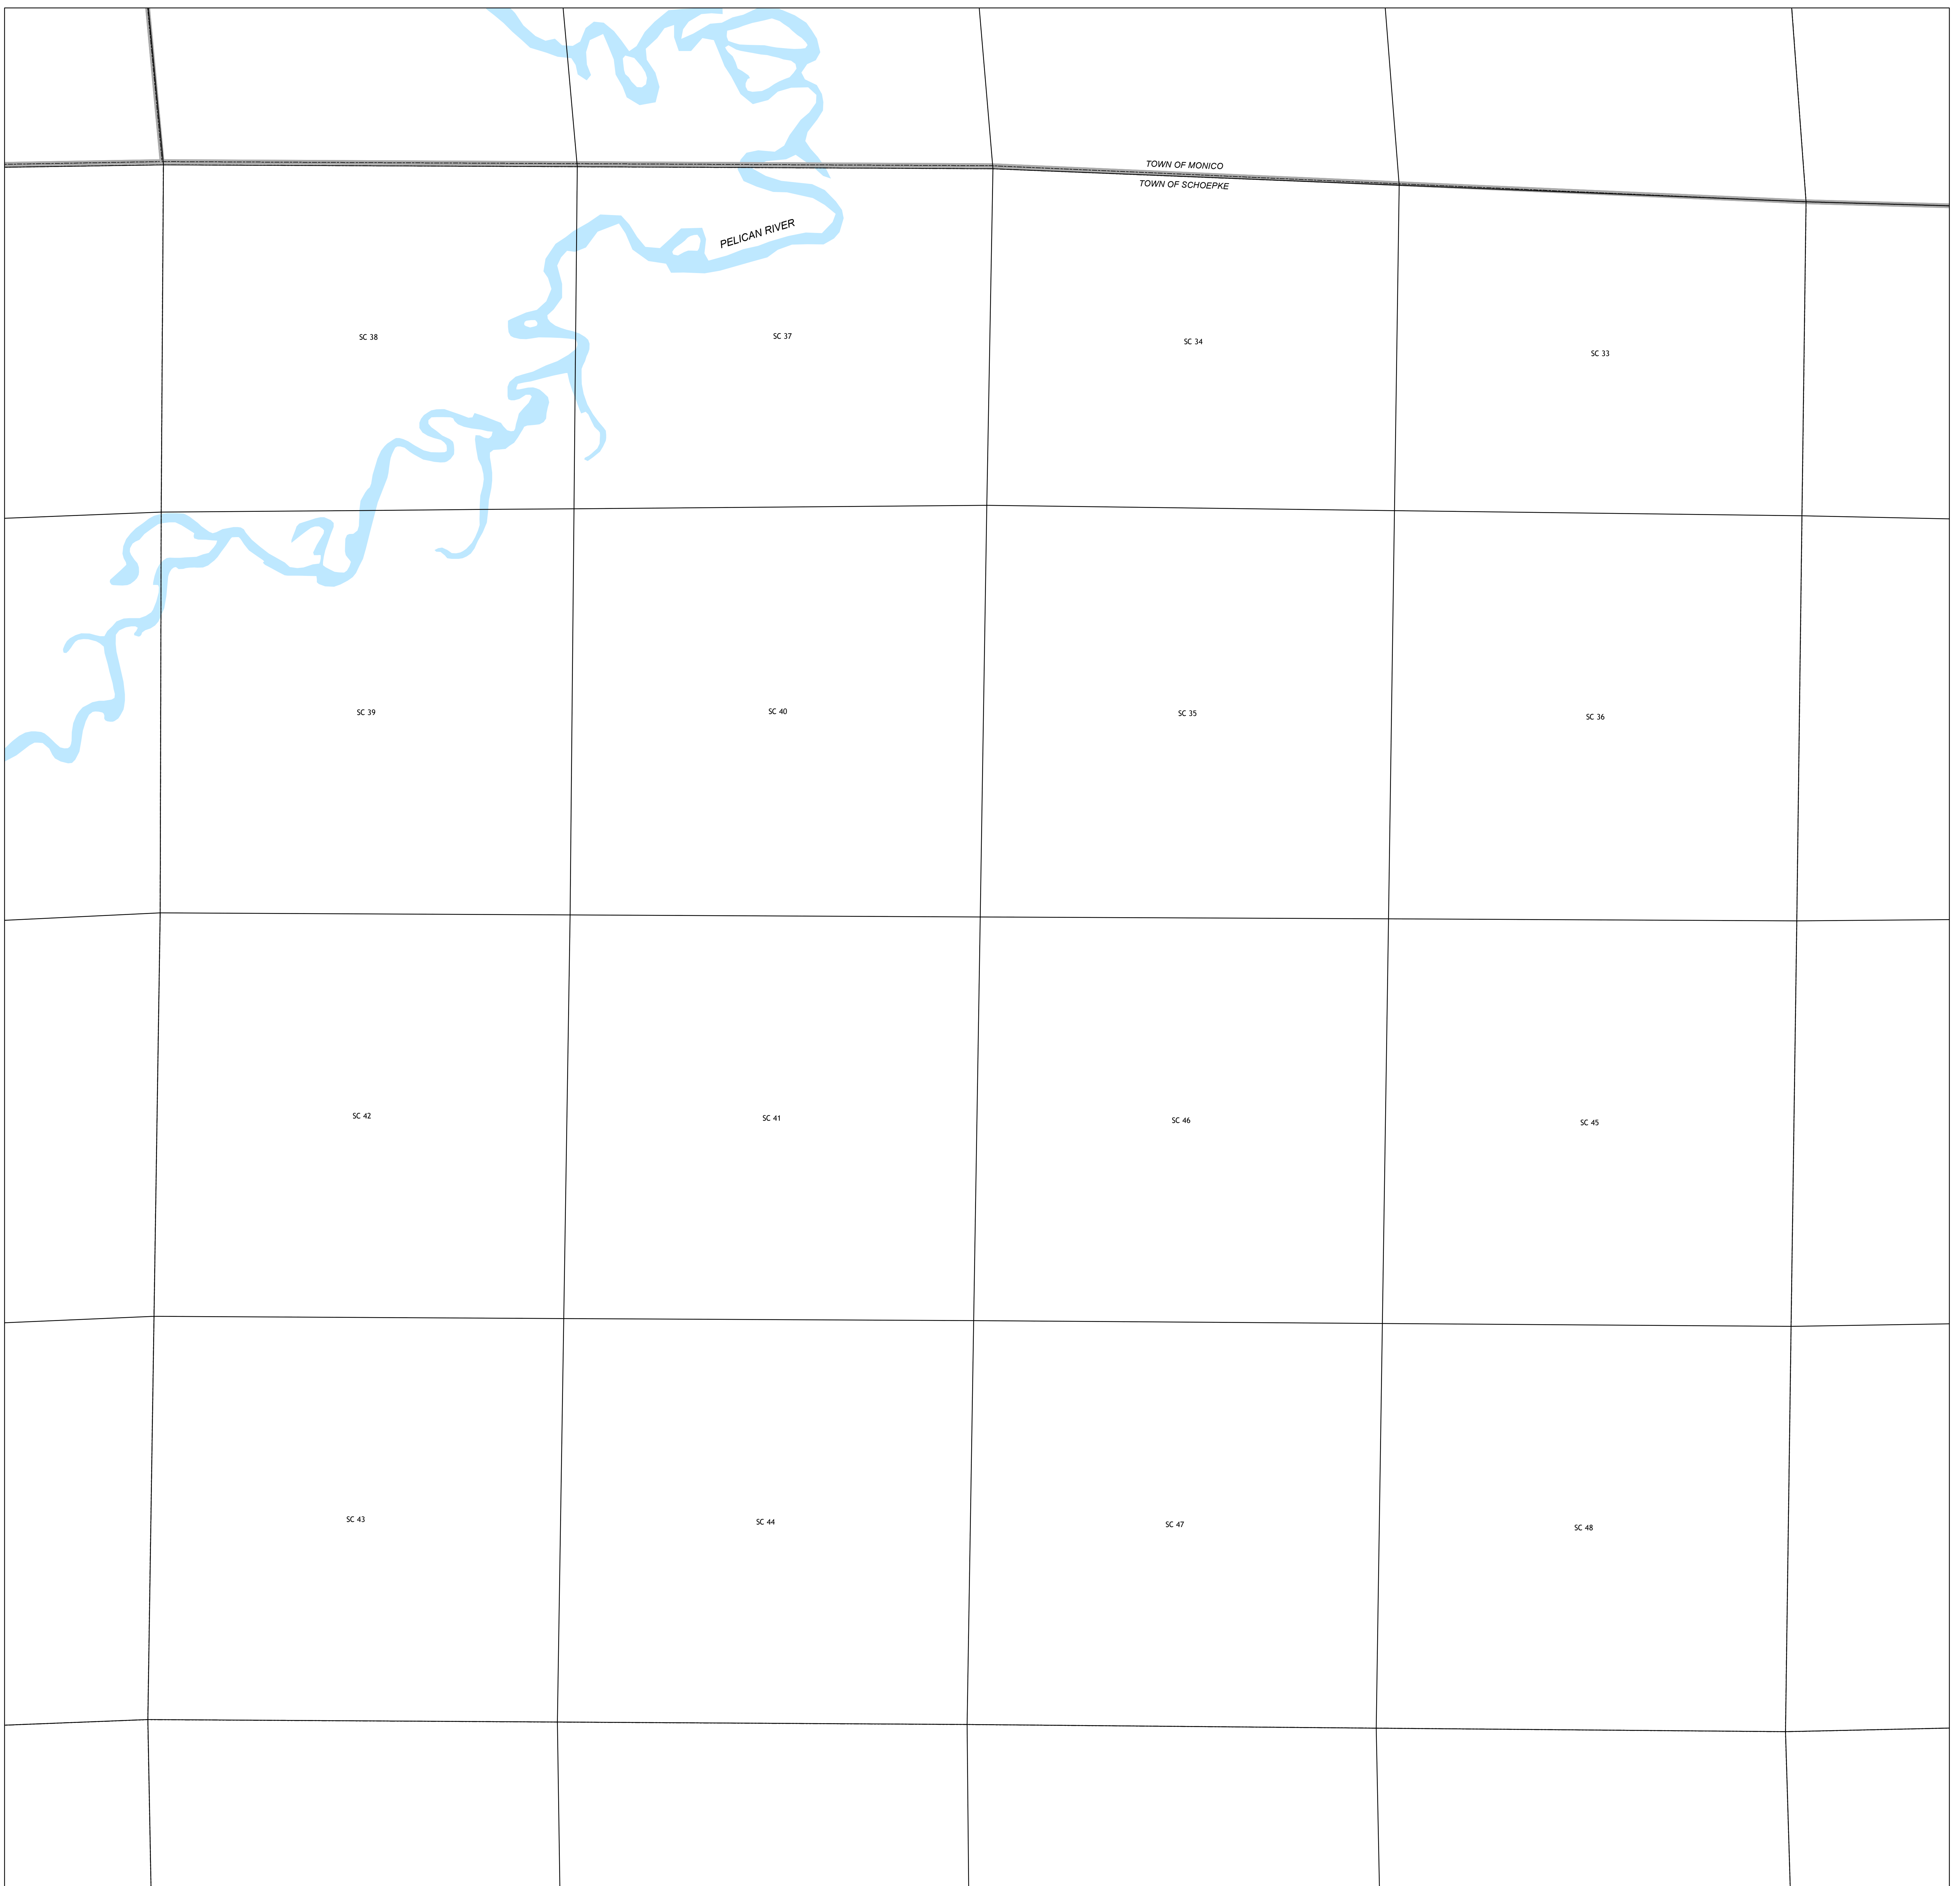 TOWN OF MONICO
TOWN OF SCHOEPKE
PELICAN RIVER
SC 38
SC 37
SC 34
SC 33
SC 39
SC 40
SC 35
SC 36
SC 42
SC 41
SC 46
SC 45
SC 43
SC 44
SC 47
SC 48